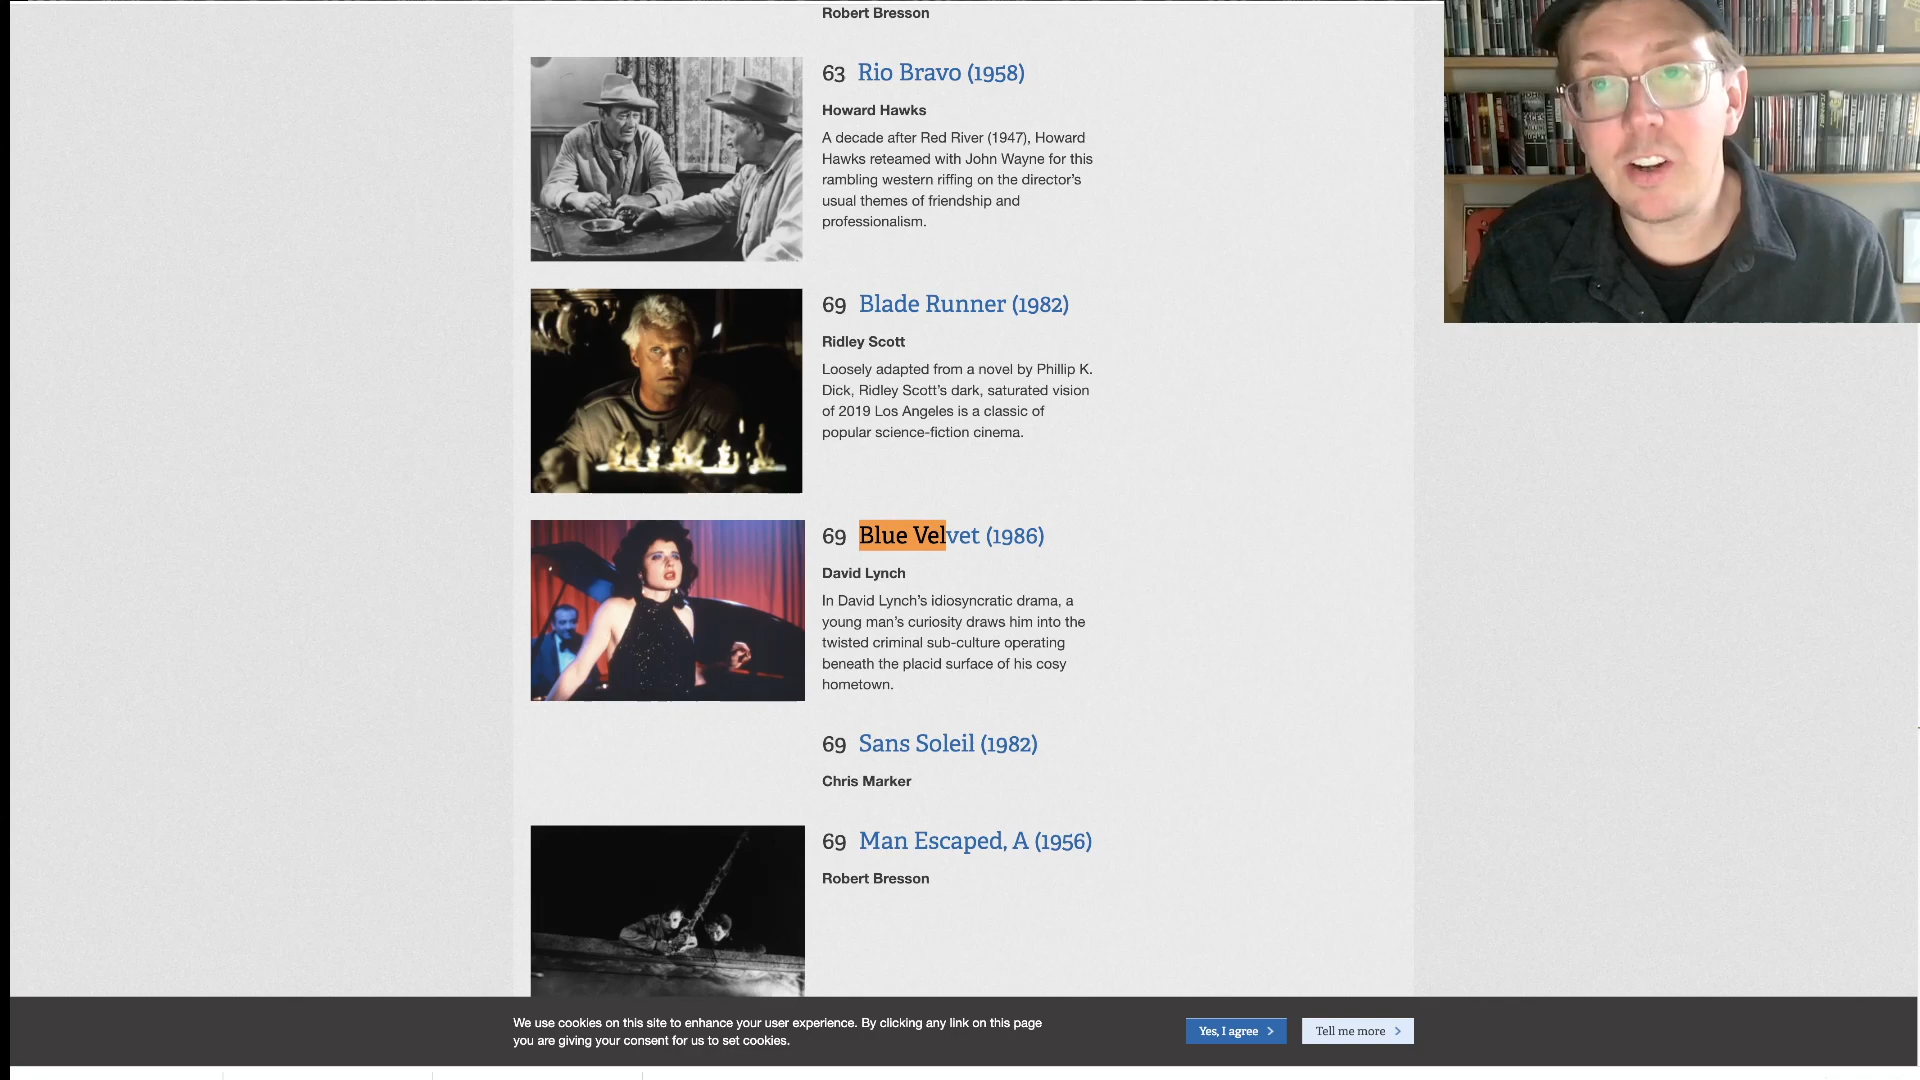 Robert Bresson
63 Rio Bravo (1958)
Howard Hawks
A decade after Red River (1947), Howard
Hawks reteamed with John Wayne for this
rambling western riffing on the director’s
usual themes of friendship and
professionalism.
69 Blade Runner (1982)
Ridley Scott
Loosely adapted from a novel by Phillip K.
Dick, Ridley Scott’s dark, saturated vision
of 2019 Los Angeles is a classic of
popular science-fiction cinema.
69 Blue Velvet (1986)
David Lynch
In David Lynch’s idiosyncratic drama, a
young man’s curiosity draws him into the
twisted criminal sub-culture operating
beneath the placid surface of his cosy
hometown.
69 Sans Soleil (1982)
Chris Marker
69 Man Escaped, A (1956)
Robert Bresson
We use cookies on this site to enhance your user experience. By clicking any link on this page
you are giving your consent for us to set cookies.
Yes, I agree >
Tell me more >